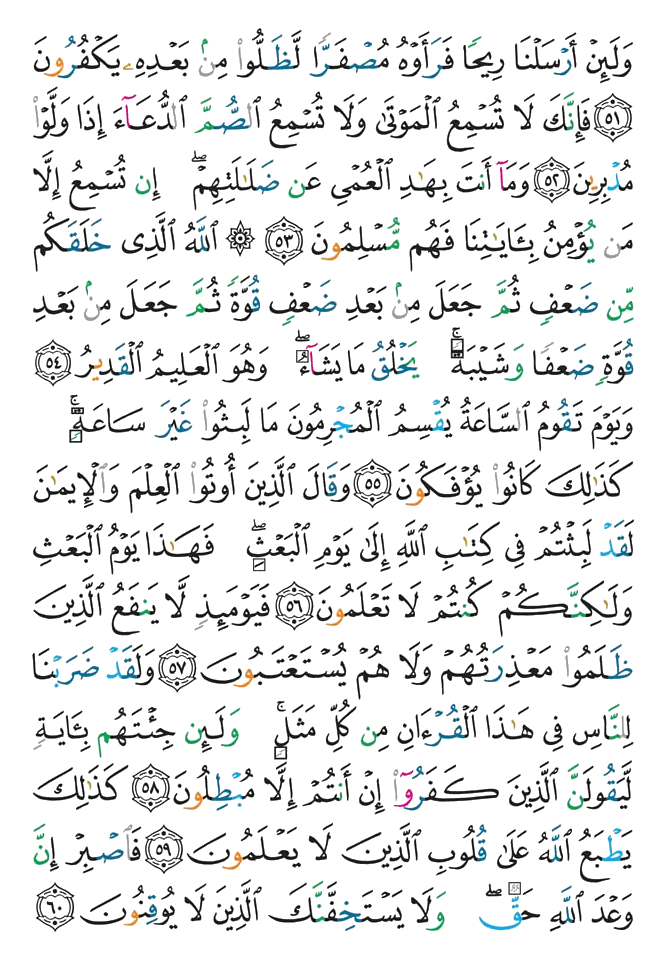 وَلَئِنۡ أَرۡسَلۡنَا رِيحًا فَرَأَوۡهُ مُصۡفَرًّا لَّظَلُّوا۟ مِنۢ بَعۡدِهِۦ يَكۡفُرُونَ
٥١ فَإِنَّكَ لَا تُسۡمِعُ ٱلۡمَوۡتَىٰ وَلَا تُسۡمِعُ ٱلصُّمَّ ٱلدُّعَآءَ إِذَا وَلَّوۡا۟
مُدۡبِرِينَ ٥٢ وَمَآ أَنتَ بِهَـٰدِ ٱلۡعُمۡىِ عَن ضَلَـٰلَتِهِمۡۖ إِن تُسۡمِعُ إِلَّا
مَن يُؤۡمِنُ بِـَٔايَـٰتِنَا فَهُم مُّسۡلِمُونَ ٥٣ ۞ ٱللَّهُ ٱلَّذِى خَلَقَكُم
مِّن ضَعۡفٍ ثُمَّ جَعَلَ مِنۢ بَعۡدِ ضَعۡفٍ قُوَّةً ثُمَّ جَعَلَ مِنۢ بَعۡدِ
قُوَّةٍ ضَعۡفًا وَشَيۡبَةًۚ يَخۡلُقُ مَا يَشَآءُۖ وَهُوَ ٱلۡعَلِيمُ ٱلۡقَدِيرُ ٥٤
وَيَوۡمَ تَقُومُ ٱلسَّاعَةُ يُقۡسِمُ ٱلۡمُجۡرِمُونَ مَا لَبِثُوا۟ غَيۡرَ سَاعَةٍۚ
كَذَٰلِكَ كَانُوا۟ يُؤۡفَكُونَ ٥٥ وَقَالَ ٱلَّذِينَ أُوتُوا۟ ٱلۡعِلۡمَ وَٱلۡإِيمَـٰنَ
لَقَدۡ لَبِثۡتُمۡ فِى كِتَـٰبِ ٱللَّهِ إِلَىٰ يَوۡمِ ٱلۡبَعۡثِۖ فَهَـٰذَا يَوۡمُ ٱلۡبَعۡثِ
وَلَـٰكِنَّكُمۡ كُنتُمۡ لَا تَعۡلَمُونَ ٥٦ فَيَوۡمَئِذٍ لَّا يَنفَعُ ٱلَّذِينَ
ظَلَمُوا۟ مَعۡذِرَتُهُمۡ وَلَا هُمۡ يُسۡتَعۡتَبُونَ ٥٧ وَلَقَدۡ ضَرَبۡنَا
لِلنَّاسِ فِى هَـٰذَا ٱلۡقُرۡءَانِ مِن كُلِّ مَثَلٍۚ وَلَئِن جِئۡتَهُم بِـَٔايَةٍ
لَّيَقُولَنَّ ٱلَّذِينَ كَفَرُوٓا۟ إِنۡ أَنتُمۡ إِلَّا مُبۡطِلُونَ ٥٨ كَذَٰلِكَ
يَطۡبَعُ ٱللَّهُ عَلَىٰ قُلُوبِ ٱلَّذِينَ لَا يَعۡلَمُونَ ٥٩ فَٱصۡبِرۡ إِنَّ
وَعۡدَ ٱللَّهِ حَقٌّۖ وَلَا يَسۡتَخِفَّنَّكَ ٱلَّذِينَ لَا يُوقِنُونَ ٦٠